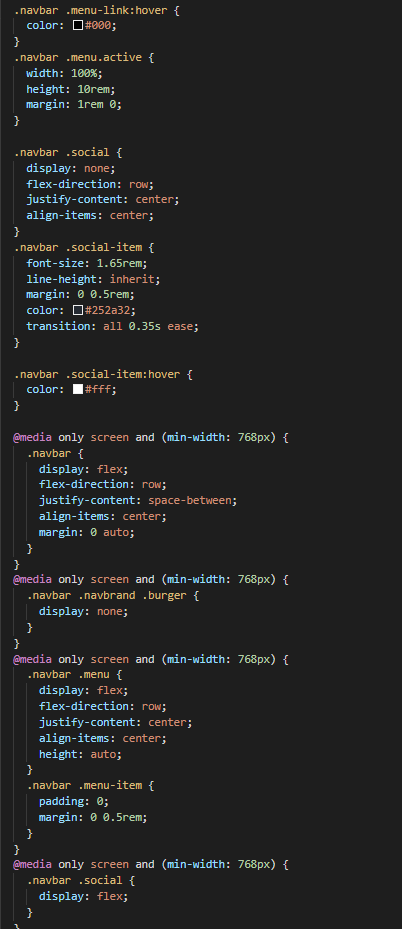 .navbar .menu-link:hover {
  color: #000;
}
.navbar .menu.active {
  width: 100%;
  height: 10rem;
  margin: 1rem 0;
}

.navbar .social {
  display: none;
  flex-direction: row;
  justify-content: center;
  align-items: center;
}
.navbar .social-item {
  font-size: 1.65rem;
  line-height: inherit;
  margin: 0 0.5rem;
  color: #252a32;
  transition: all 0.35s ease;
}

.navbar .social-item:hover {
  color: #fff;
}

@media only screen and (min-width: 768px) {
  .navbar {
    display: flex;
    flex-direction: row;
    justify-content: space-between;
    align-items: center;
    margin: 0 auto;
  }
}
@media only screen and (min-width: 768px) {
  .navbar .navbrand .burger {
    display: none;
  }
}
@media only screen and (min-width: 768px) {
  .navbar .menu {
    display: flex;
    flex-direction: row;
    justify-content: center;
    align-items: center;
    height: auto;
  }
  .navbar .menu-item {
    padding: 0;
    margin: 0 0.5rem;
  }
}
@media only screen and (min-width: 768px) {
  .navbar .social {
    display: flex;
  }
}